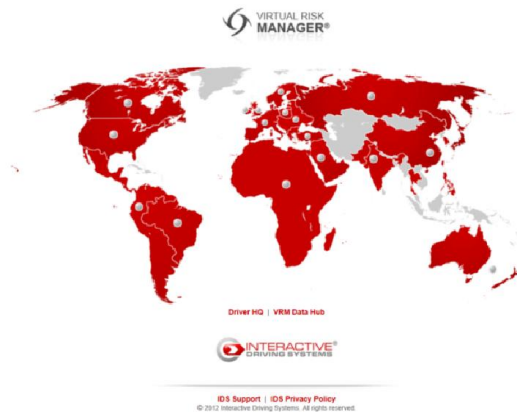 VIRTUAL RISK
MANAGER®
Driver HQ | VRM Data Hub
INTERACTIVE®
DRIVING SYSTEMS
IDS Support | IDS Privacy Policy
© 2012 Interactive Driving Systems. All rights reserved.